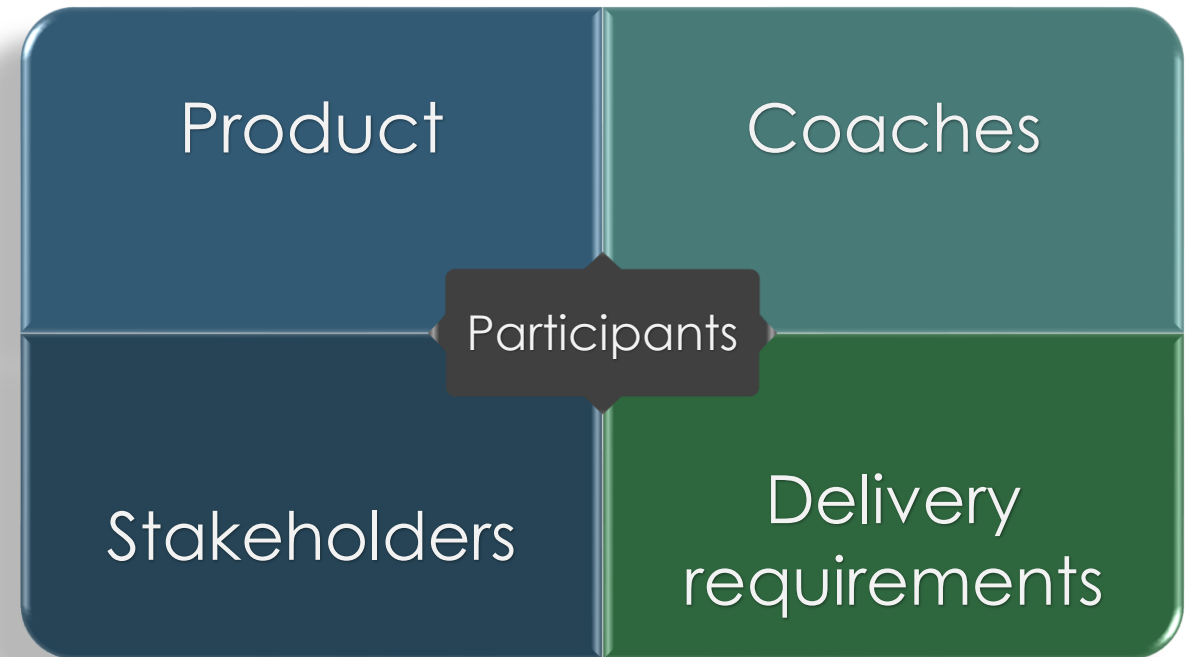 Product
Coaches
Participants
Stakeholders
Delivery
requirements